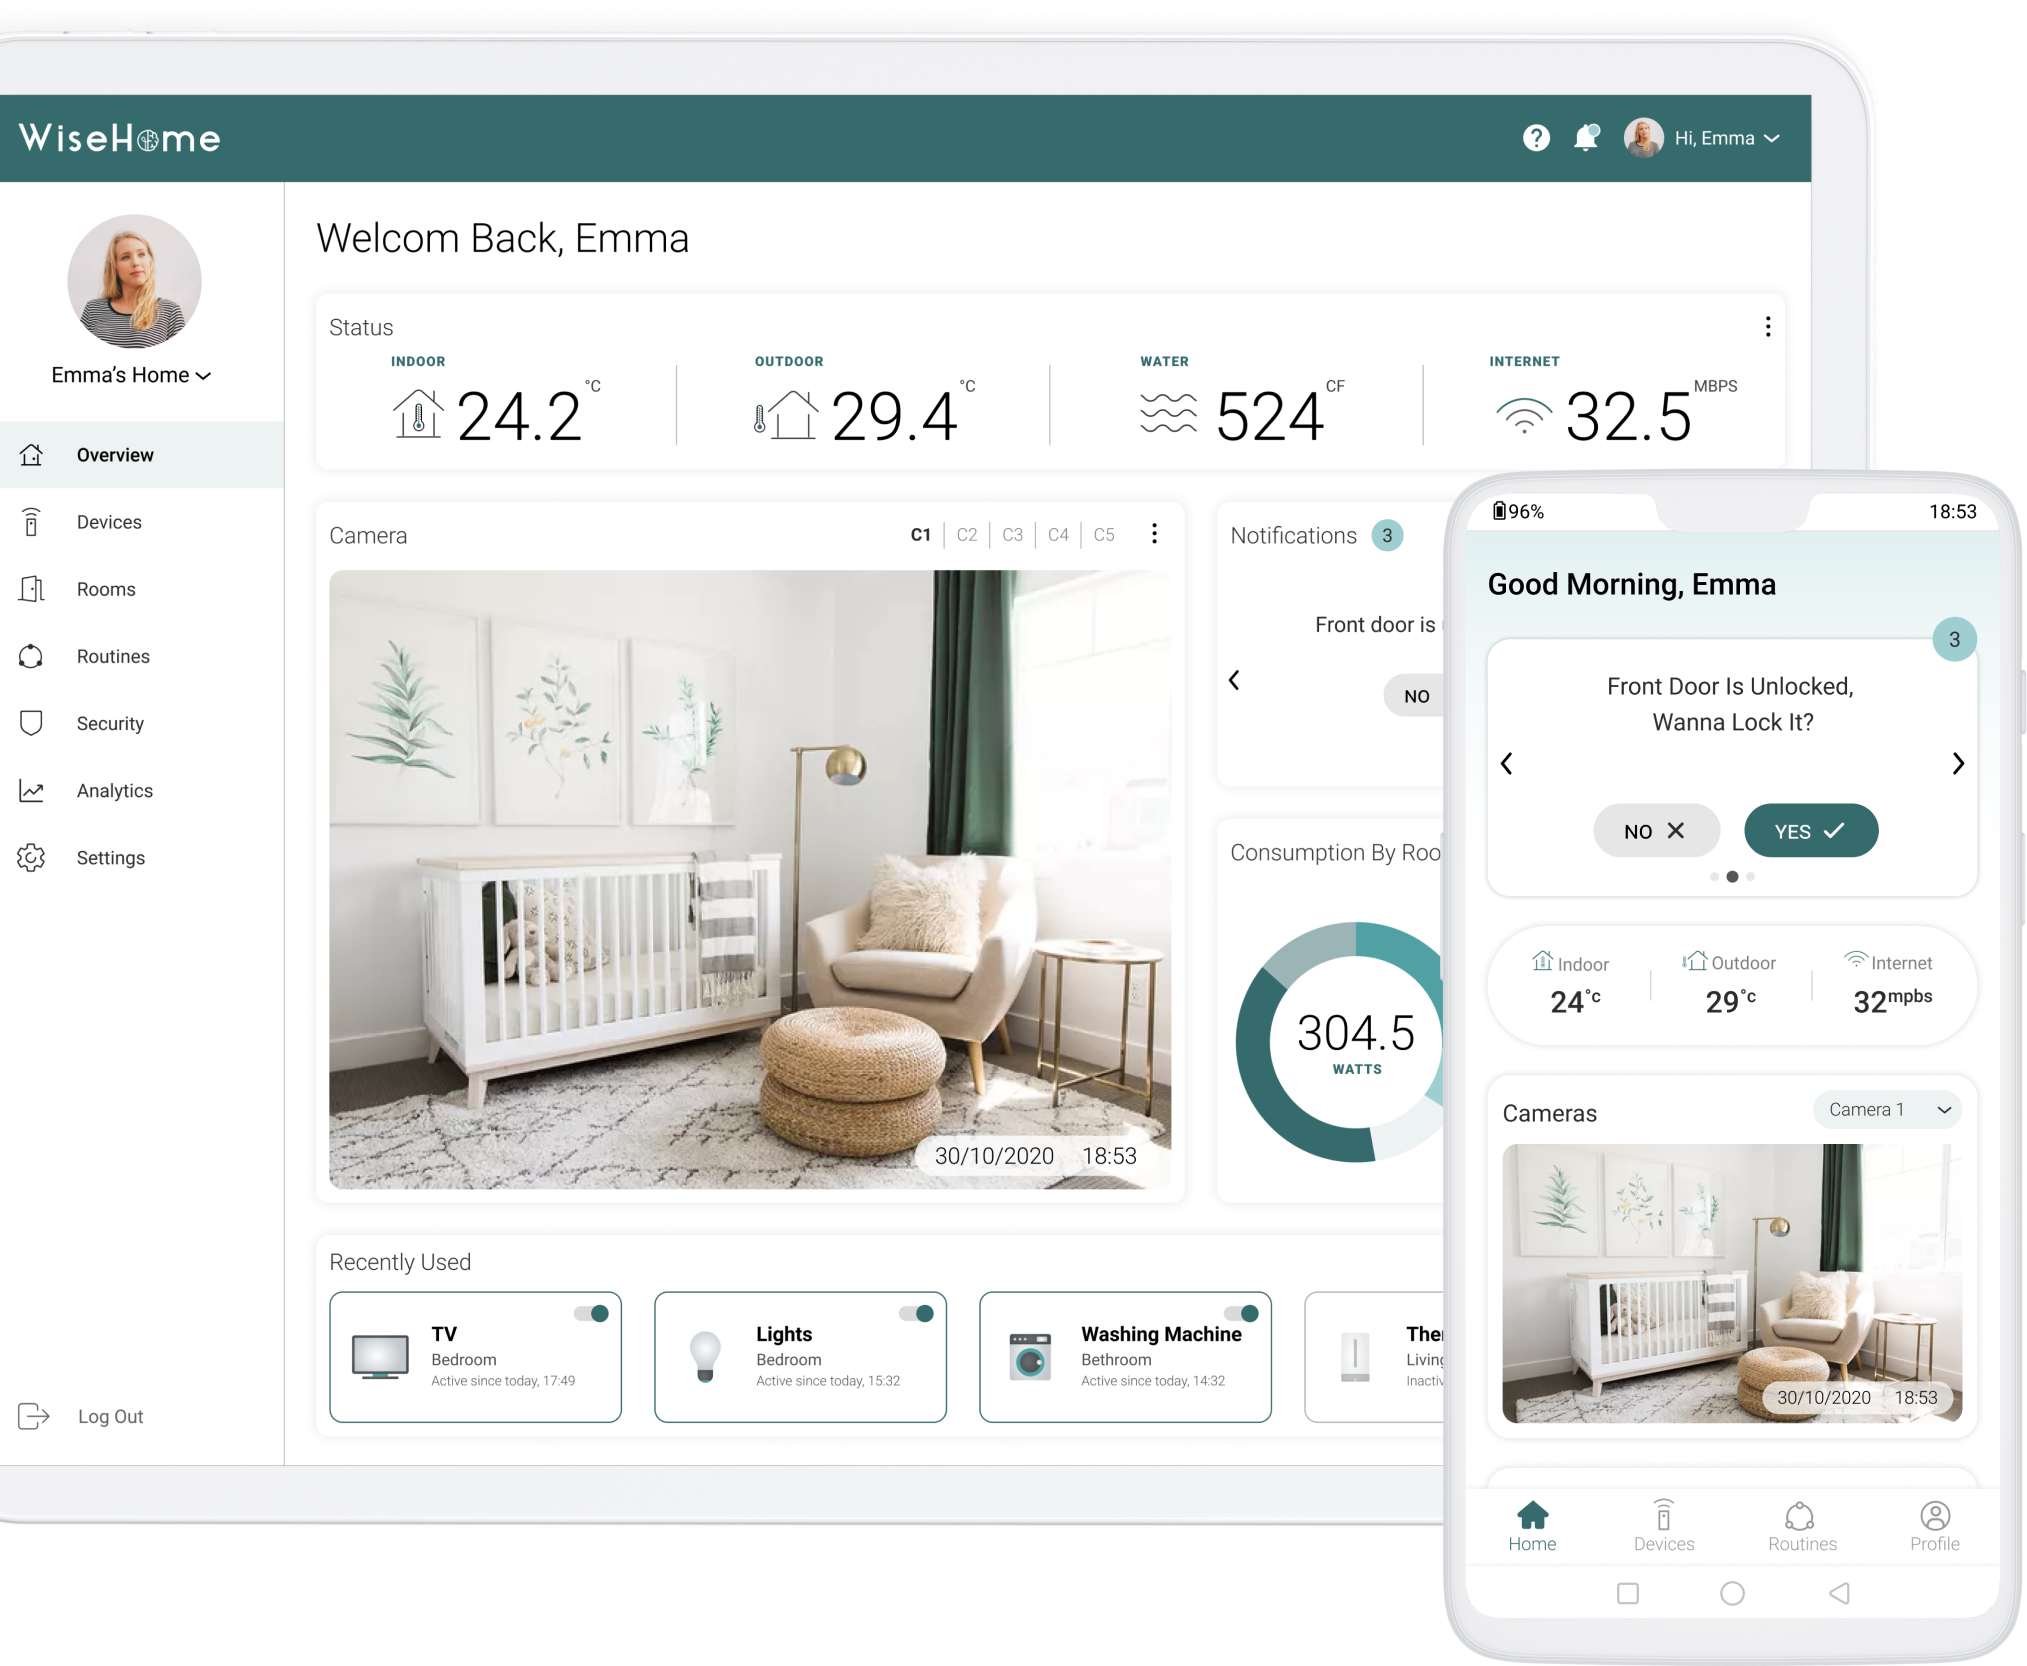 WiseHome
Hi, Emma
Emma's Home
Overview
Devices
Rooms
Routines
Security
Analytics
Settings
Log Out
Welcom Back, Emma
Status
INDOOR
24.2 °C
OUTDOOR
29.4 °C
WATER
524 CF
INTERNET
32.5 MBPS
Camera
C1 C2 C3 C4 C5
30/10/2020 18:53
Notifications 3
Front door is
NO
Consumption By
304.5
WATTS
Recently Used
TV
Bedroom
Active since today, 17:49
Lights
Bedroom
Active since today, 15:32
Washing Machine
Bethroom
Active since today, 14:32
96% 18:53
Good Morning, Emma
3
Front Door Is Unlocked,
Wanna Lock It?
NO YES
Indoor
24°c
Outdoor
29°c
Internet
32mpbs
Cameras
Camera 1
30/10/2020 18:53
Home
Devices
Routines
Profile